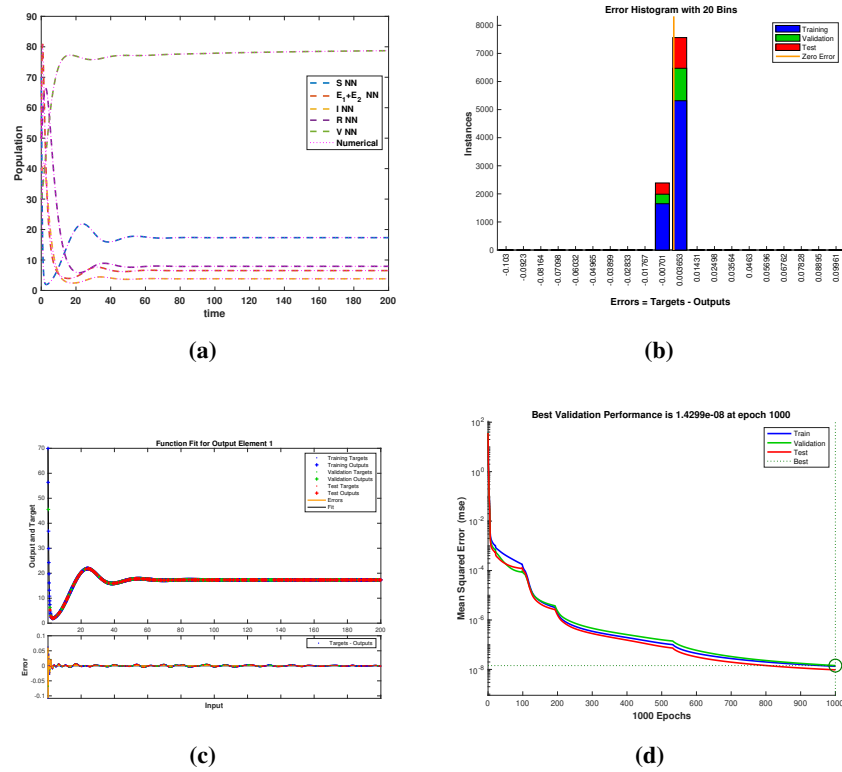 90
80
70
60
50
40
30
20
10
0
Population
S NN
E1+E2 NN
I NN
R NN
V NN
Numerical
0 20 40 60 80 100 120 140 160 180 200
time
(a)
Error Histogram with 20 Bins
8000
7000
6000
5000
4000
3000
2000
1000
0
Instances
Training
Validation
Test
Zero Error
-0.103
-0.0923
-0.08164
-0.07098
-0.06032
-0.04965
-0.03899
-0.02833
-0.01767
-0.00701
0.003653
0.01431
0.02498
0.03564
0.0463
0.05696
0.06762
0.07828
0.08895
0.09961
Errors = Targets - Outputs
(b)
Function Fit for Output Element 1
70
60
50
40
30
20
10
0
Output and Target
Training Targets
Training Outputs
Validation Targets
Validation Outputs
Test Targets
Test Outputs
Errors
Fit
20 40 60 80 100 120 140 160 180 200
0.1
0.05
0
-0.05
-0.1
Error
Targets - Outputs
Input
(c)
Best Validation Performance is 1.4299e-08 at epoch 1000
10^2
10^0
10^-2
10^-4
10^-6
10^-8
Mean Squared Error (mse)
Train
Validation
Test
Best
0 100 200 300 400 500 600 700 800 900 1000
1000 Epochs
(d)